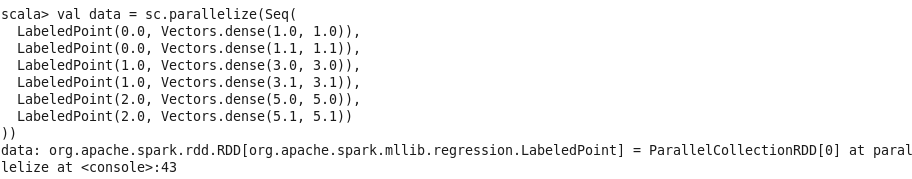 scala> val data = sc.parallelize(Seq(
  LabeledPoint(0.0, Vectors.dense(1.0, 1.0)),
  LabeledPoint(0.0, Vectors.dense(1.1, 1.1)),
  LabeledPoint(1.0, Vectors.dense(3.0, 3.0)),
  LabeledPoint(1.0, Vectors.dense(3.1, 3.1)),
  LabeledPoint(2.0, Vectors.dense(5.0, 5.0)),
  LabeledPoint(2.0, Vectors.dense(5.1, 5.1))
))
data: org.apache.spark.rdd.RDD[org.apache.spark.mllib.regression.LabeledPoint] = ParallelCollectionRDD[0] at paral
lelize at <console>:43